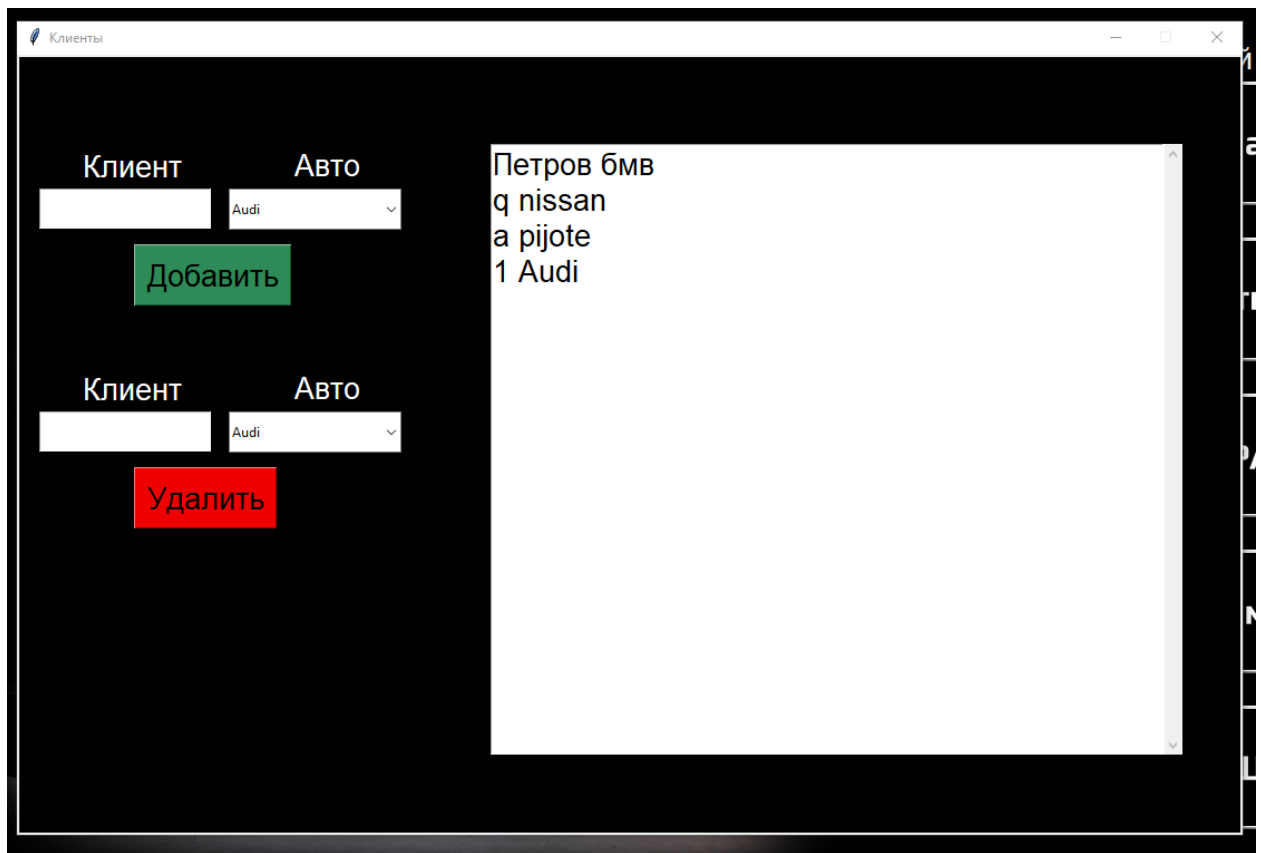 Клиенты
Клиент Авто
Audi
Добавить
Клиент Авто
Audi
Удалить
Петров бмв
q nissan
a pijote
1 Audi